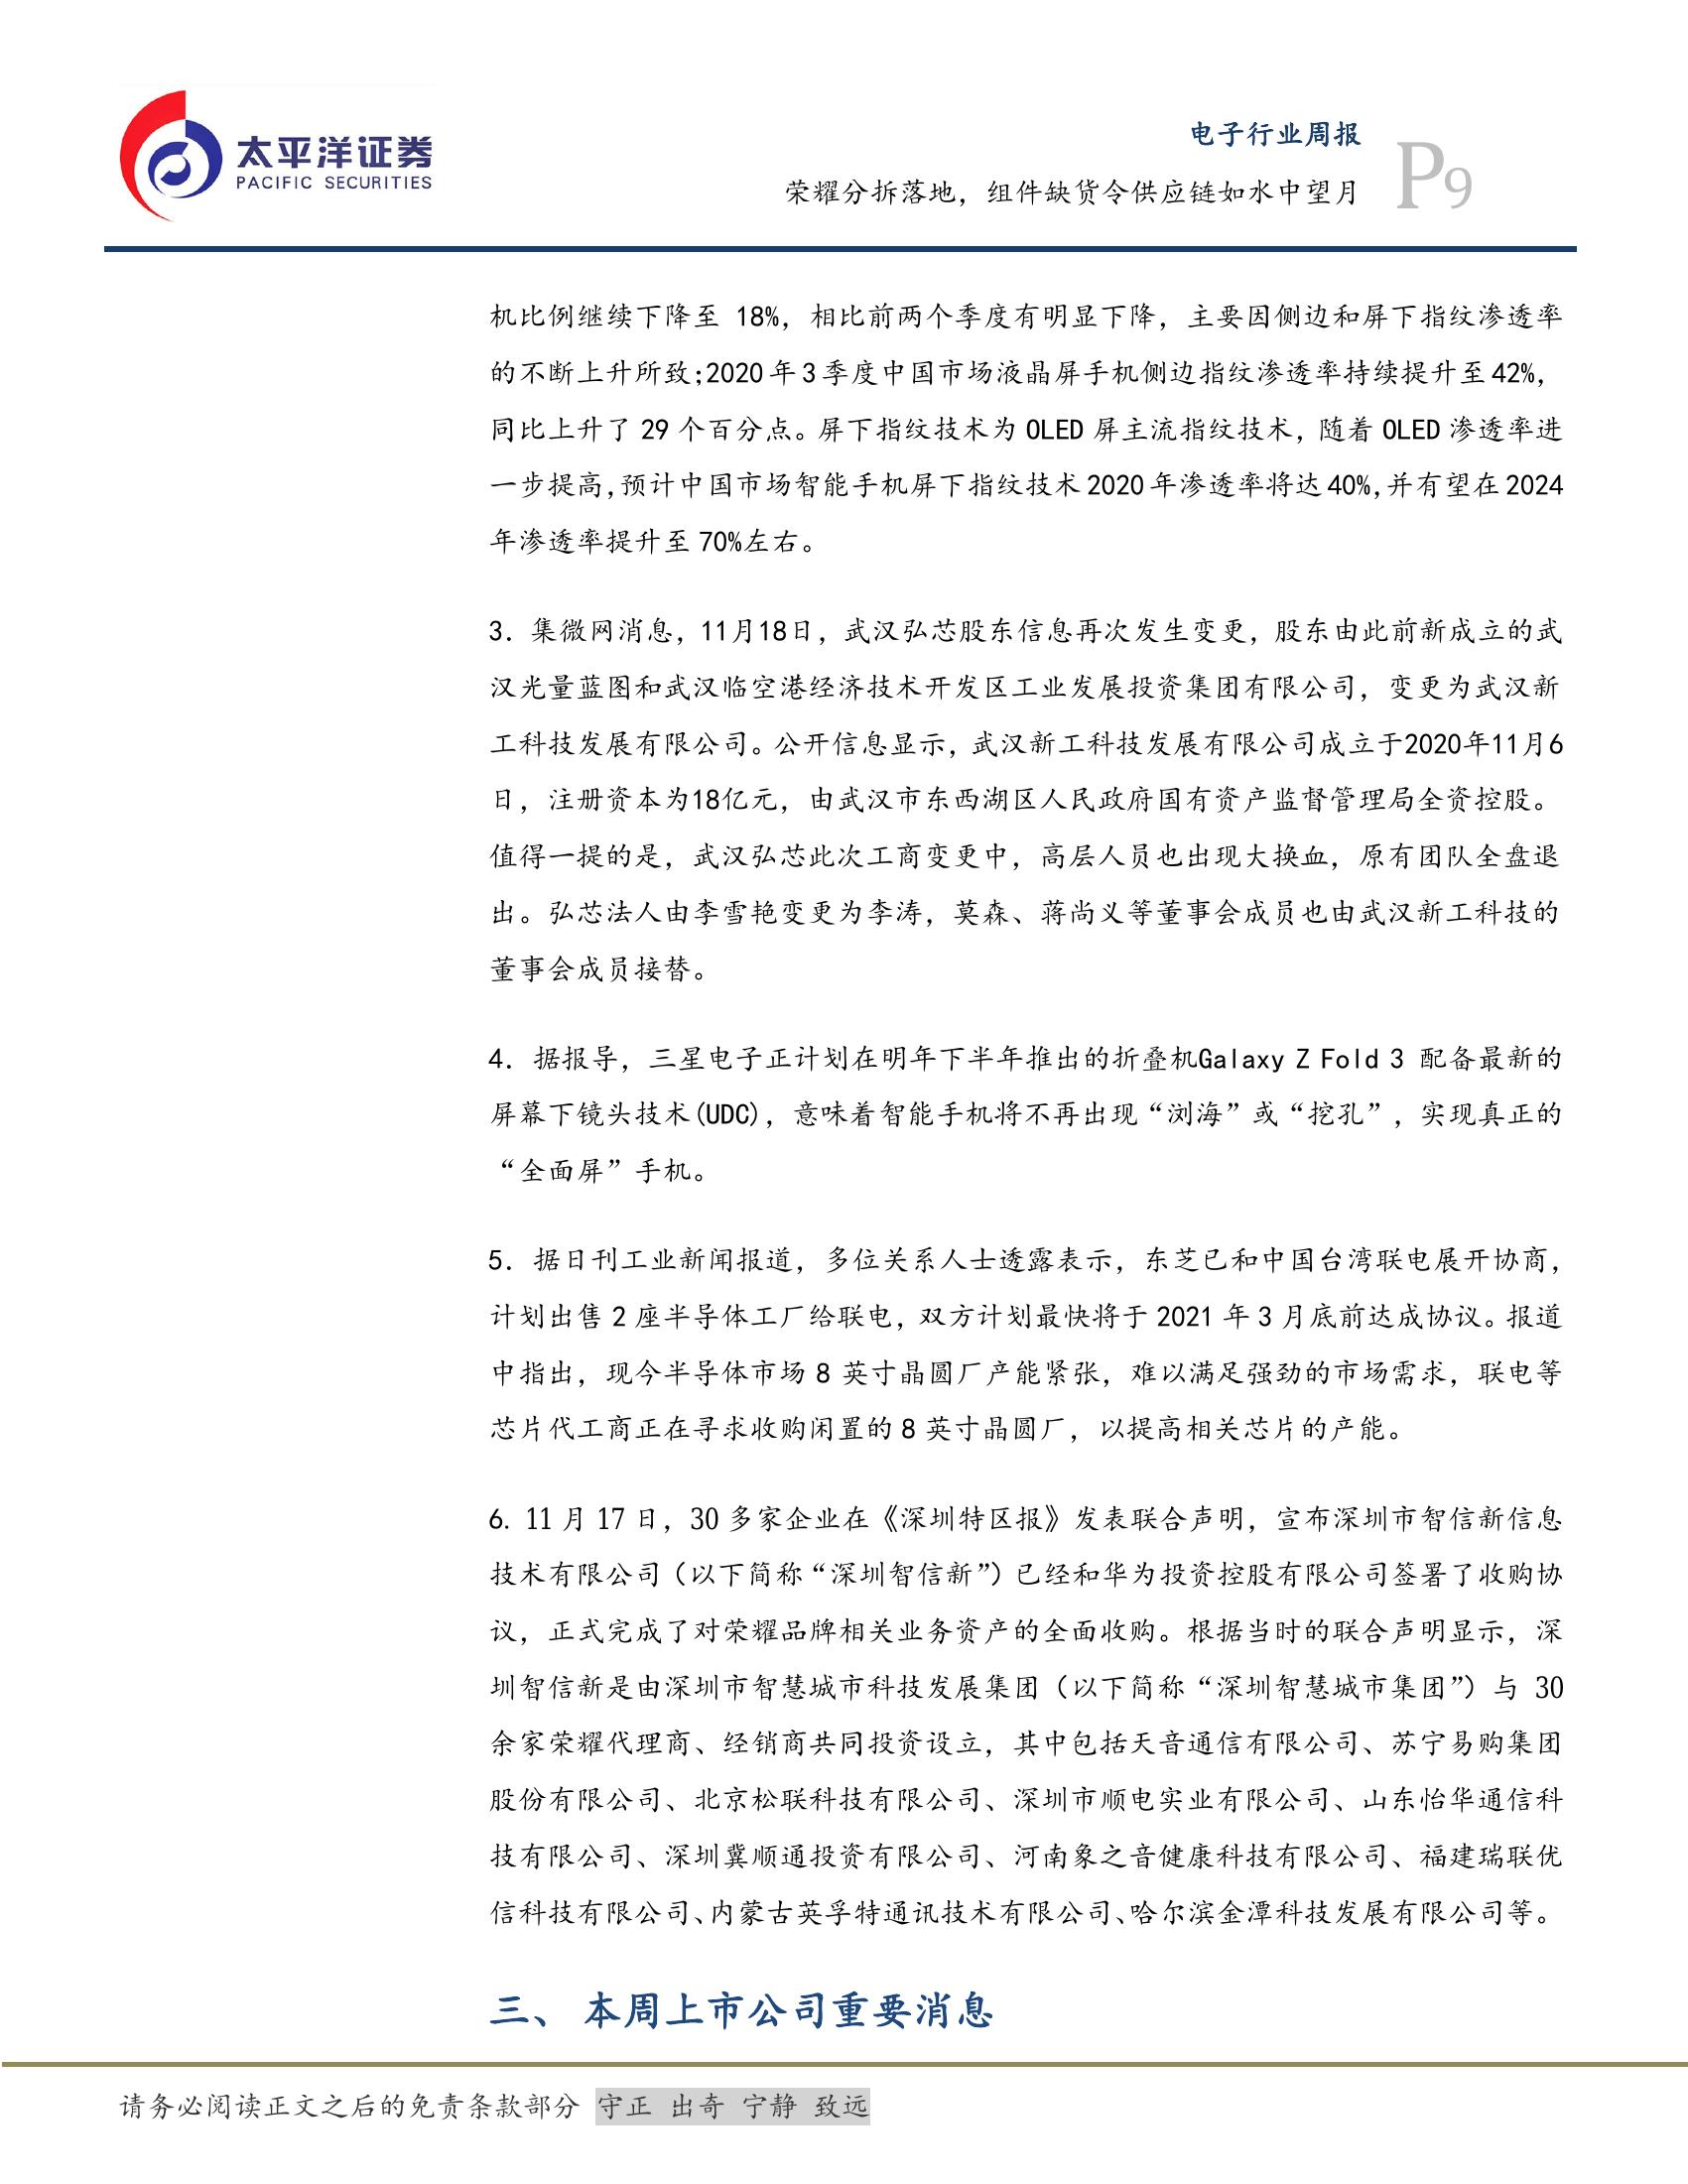 太平洋证券
PACIFIC SECURITIES
电子行业周报
荣耀分拆落地，组件缺货令供应链如水中望月
P9
机比例继续下降至 18%，相比前两个季度有明显下降，主要因侧边和屏下指纹渗透率
的不断上升所致;2020年3季度中国市场液晶屏手机侧边指纹渗透率持续提升至42%，
同比上升了 29 个百分点。屏下指纹技术为 OLED 屏主流指纹技术，随着 OLED 渗透率进
一步提高,预计中国市场智能手机屏下指纹技术2020年渗透率将达40%,并有望在2024
年渗透率提升至 70%左右。
3. 集微网消息，11月18日，武汉弘芯股东信息再次发生变更，股东由此前新成立的武
汉光量蓝图和武汉临空港经济技术开发区工业发展投资集团有限公司，变更为武汉新
工科技发展有限公司。公开信息显示，武汉新工科技发展有限公司成立于2020年11月6
日，注册资本为18亿元，由武汉市东西湖区人民政府国有资产监督管理局全资控股。
值得一提的是，武汉弘芯此次工商变更中，高层人员也出现大换血，原有团队全盘退
出。弘芯法人由李雪艳变更为李涛，莫森、蒋尚义等董事会成员也由武汉新工科技的
董事会成员接替。
4. 据报导，三星电子正计划在明年下半年推出的折叠机Galaxy Z Fold 3 配备最新的
屏幕下镜头技术(UDC)，意味着智能手机将不再出现“浏海”或“挖孔”，实现真正的
“全面屏”手机。
5. 据日刊工业新闻报道，多位关系人士透露表示，东芝已和中国台湾联电展开协商，
计划出售 2 座半导体工厂给联电，双方计划最快将于 2021 年 3 月底前达成协议。报道
中指出，现今半导体市场 8 英寸晶圆厂产能紧张，难以满足强劲的市场需求，联电等
芯片代工商正在寻求收购闲置的 8 英寸晶圆厂，以提高相关芯片的产能。
6. 11 月 17 日，30 多家企业在《深圳特区报》发表联合声明，宣布深圳市智信新信息
技术有限公司（以下简称“深圳智信新”）已经和华为投资控股有限公司签署了收购协
议，正式完成了对荣耀品牌相关业务资产的全面收购。根据当时的联合声明显示，深
圳智信新是由深圳市智慧城市科技发展集团（以下简称“深圳智慧城市集团”）与 30
余家荣耀代理商、经销商共同投资设立，其中包括天音通信有限公司、苏宁易购集团
股份有限公司、北京松联科技有限公司、深圳市顺电实业有限公司、山东怡华通信科
技有限公司、深圳冀顺通投资有限公司、河南象之音健康科技有限公司、福建瑞联优
信科技有限公司、内蒙古英孚特通讯技术有限公司、哈尔滨金潭科技发展有限公司等。
三、 本周上市公司重要消息
请务必阅读正文之后的免责条款部分 守正 出奇 宁静 致远